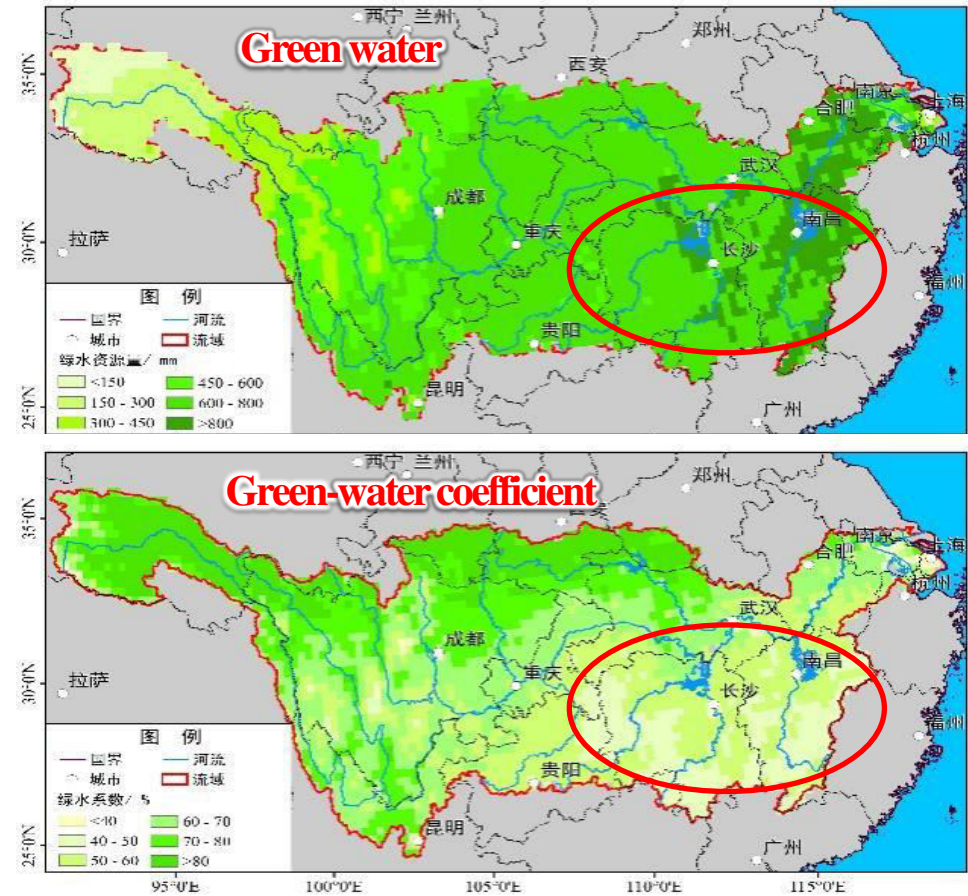 西宁 兰州
郑州
Green water
西安
35°0'N
南京
上海
合肥
杭州
武汉
成都
南昌
重庆
30°0'N
拉萨
长沙
图 例
福州
国界 河流
城市 流域
贵阳
绿水资源量/ mm
<150 450 - 600
昆明
150 - 300 600 - 800
25°0'N
广州
300 - 450 >800
西宁 兰州
郑州
Green-water coefficient
西安
35°0'N
南京
上海
合肥
杭州
武汉
成都
南昌
重庆
30°0'N
拉萨
长沙
图 例
福州
国界 河流
城市 流域
贵阳
绿水系数/ %
<40 60 - 70
昆明
40 - 50 70 - 80
25°0'N
广州
50 - 60 >80
95°0'E 100°0'E 105°0'E 110°0'E 115°0'E